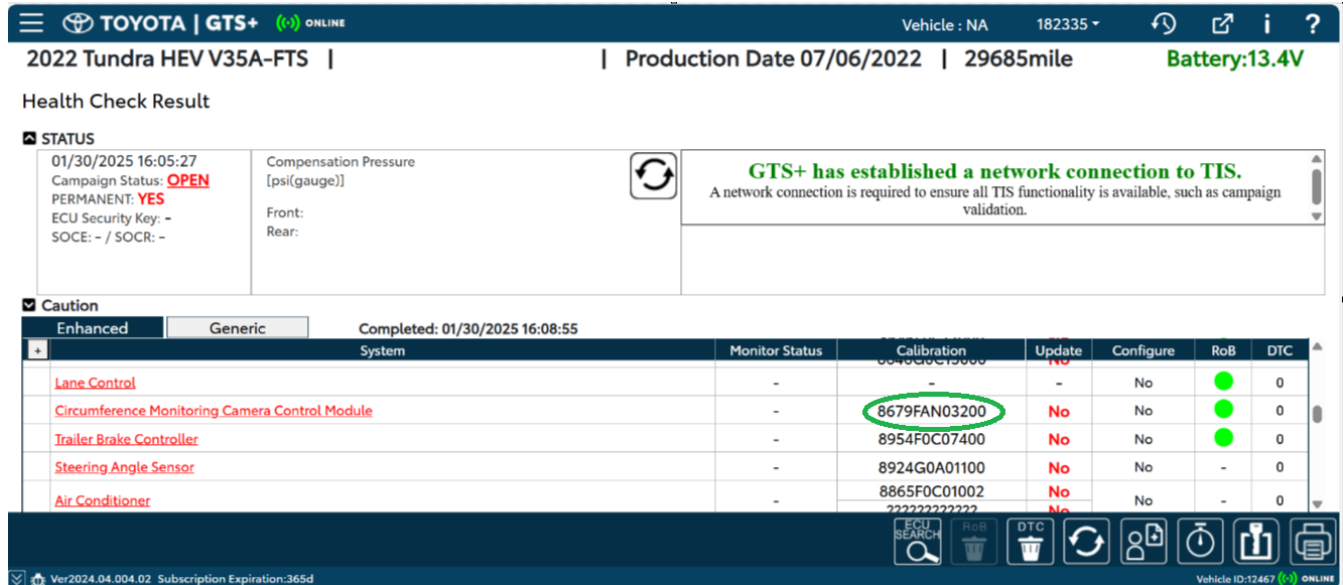 TOYOTA | GTS+ ONLINE Vehicle : NA 182335
2022 Tundra HEV V35A-FTS | | Production Date 07/06/2022 | 29685mile Battery:13.4V
Health Check Result
STATUS
01/30/2025 16:05:27
Campaign Status: OPEN
PERMANENT: YES
ECU Security Key: -
SOCE: - / SOCR: -
Compensation Pressure
[psi(gauge)]
Front:
Rear:
GTS+ has established a network connection to TIS.
A network connection is required to ensure all TIS functionality is available, such as campaign
validation.
Caution
Enhanced Generic Completed: 01/30/2025 16:08:55
+ System Monitor Status Calibration Update Configure RoB DTC
No
Lane Control - - - No 0
Circumference Monitoring Camera Control Module - 8679FAN03200 No No 0
Trailer Brake Controller - 8954F0C07400 No No 0
Steering Angle Sensor - 8924G0A01100 No No - 0
Air Conditioner - 8865F0C01002 No No - 0
No
ECU SEARCH RoB DTC
Ver2024.04.004.02 Subscription Expiration:365d Vehicle ID:12467 ONLINE